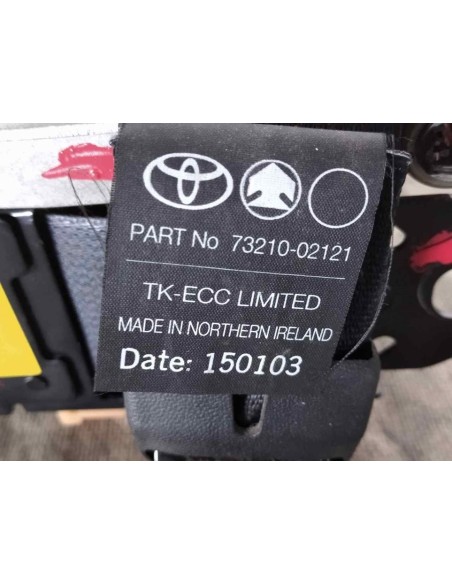 PART No 73210-02121
TK-ECC LIMITED
MADE IN NORTHERN IRELAND
Date: 150103